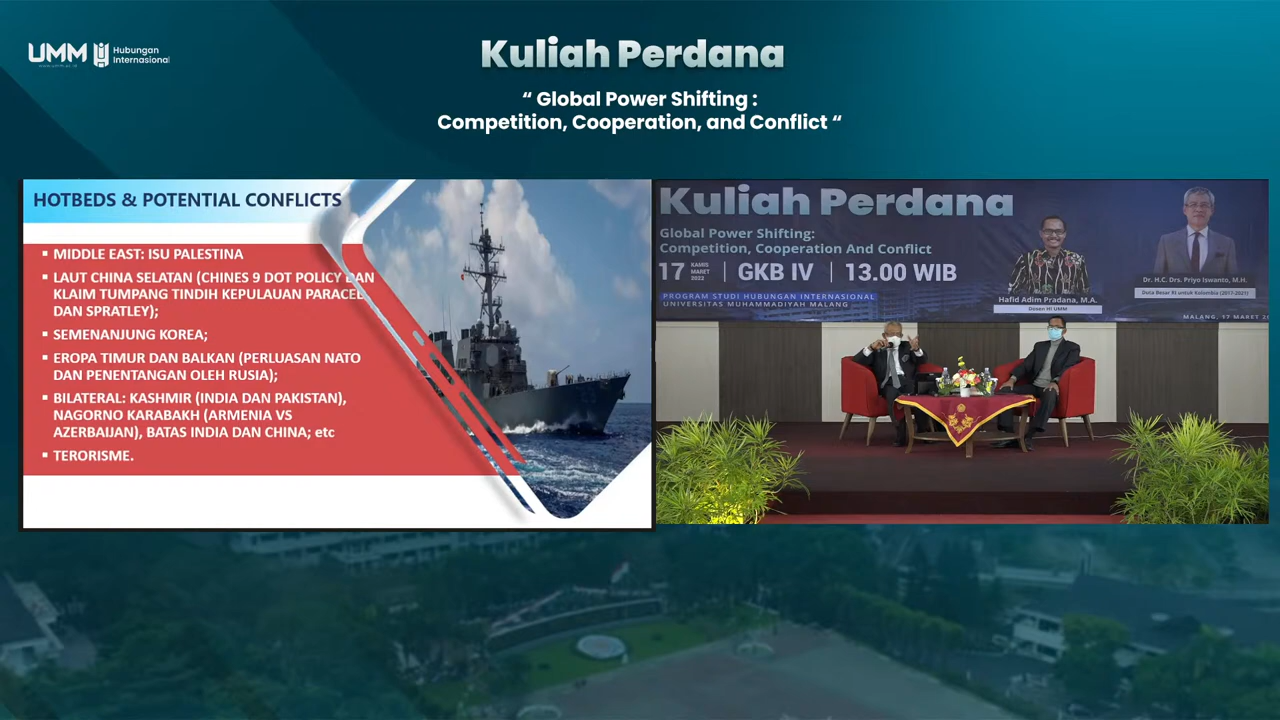 UMM
Hubungan
Internasional
Kuliah Perdana
“ Global Power Shifting :
Competition, Cooperation, and Conflict “
HOTBEDS & POTENTIAL CONFLICTS
▪ MIDDLE EAST: ISU PALESTINA
▪ LAUT CHINA SELATAN (CHINES 9 DOT POLICY DAN
KLAIM TUMPANG TINDIH KEPULAUAN PARACEL
DAN SPRATLEY);
▪ SEMENANJUNG KOREA;
▪ EROPA TIMUR DAN BALKAN (PERLUASAN NATO
DAN PENENTANGAN OLEH RUSIA);
▪ BILATERAL: KASHMIR (INDIA DAN PAKISTAN),
NAGORNO KARABAKH (ARMENIA VS
AZERBAIJAN), BATAS INDIA DAN CHINA; etc
▪ TERORISME.
Kuliah Perdana
Global Power Shifting:
Competition, Cooperation And Conflict
17 KAMIS MARET 2022 | GKB IV | 13.00 WIB
PROGRAM STUDI HUBUNGAN INTERNASIONAL
UNIVERSITAS MUHAMMADIYAH MALANG
Hafid Adim Pradana, M.A.
Dosen HI UMM
Dr. H.C. Drs. Priyo Iswanto, M.H.
Duta Besar RI untuk Kolombia (2017-2021)
MALANG, 17 MARET 20